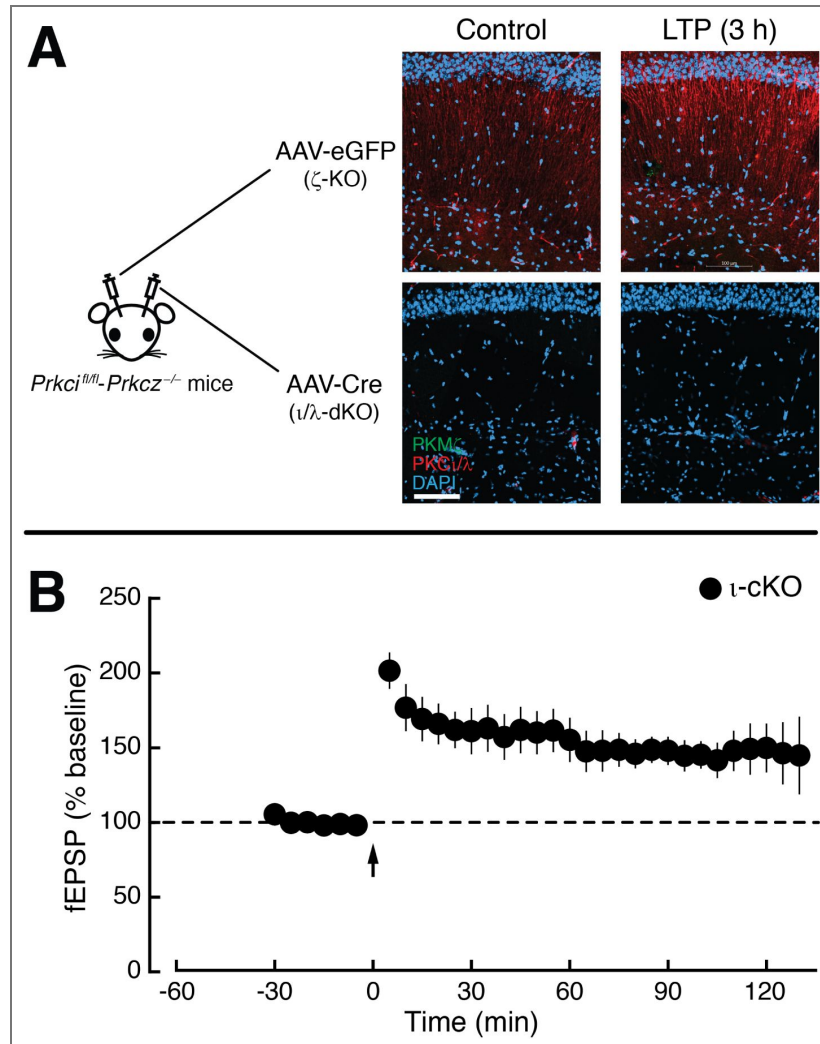 A
Control
LTP (3 h)
AAV-eGFP
(ζ-KO)
Prkci fl/fl-Prkcz −/− mice
AAV-Cre
(ι/λ-dKO)
PKCι/λ
DAPI
B
250
200
150
100
50
0
fEPSP (% baseline)
ι-cKO
-60
-30
0
30
60
90
120
Time (min)